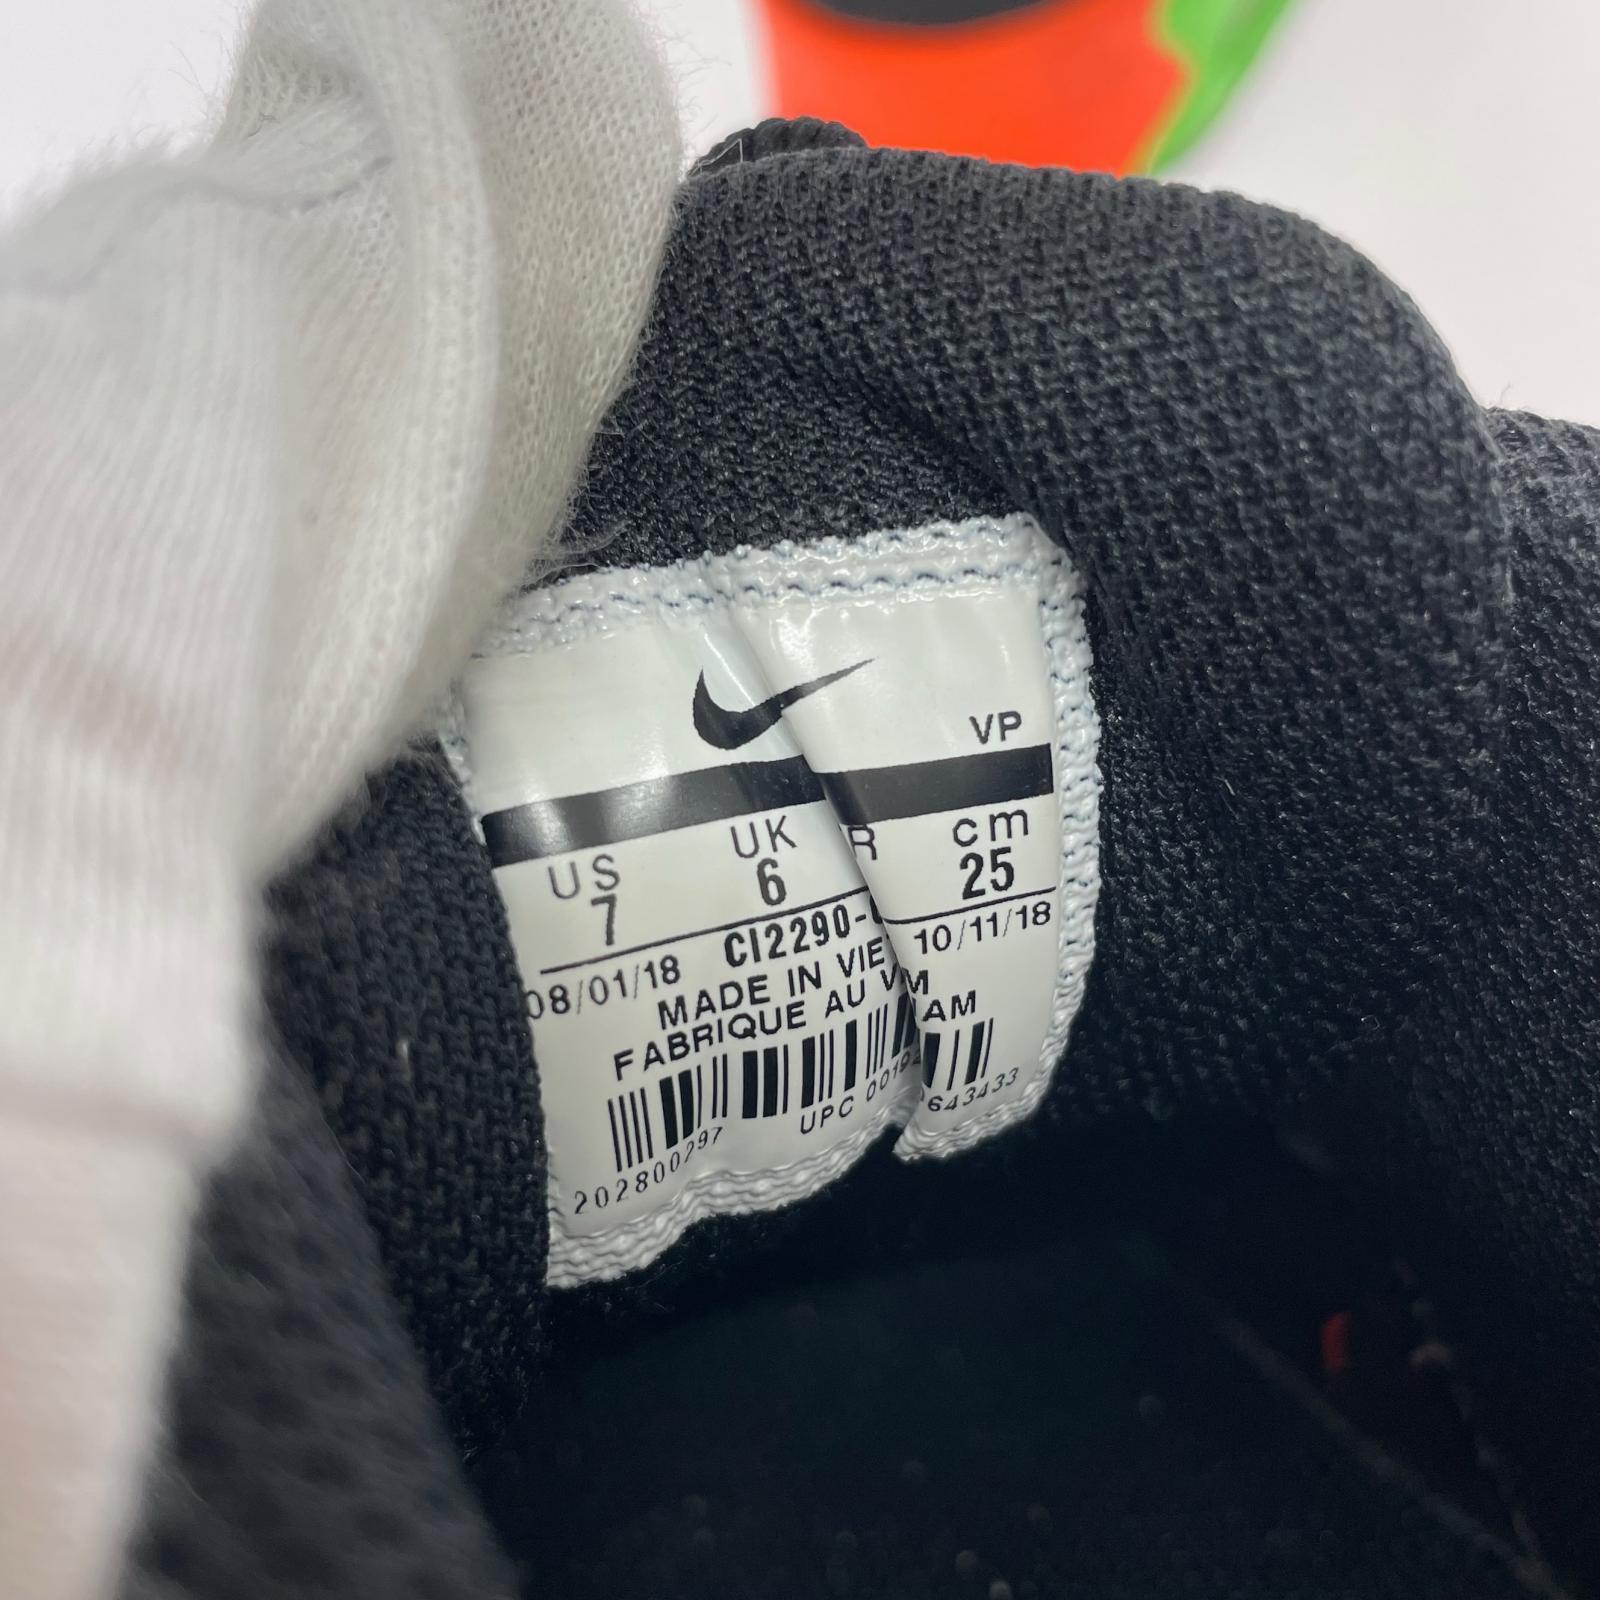 VP
US UK R cm
7 6 25
08/01/18 CI2290- 10/11/18
MADE IN VIE M
FABRIQUE AU V AM
UPC 00192 643433
202800297